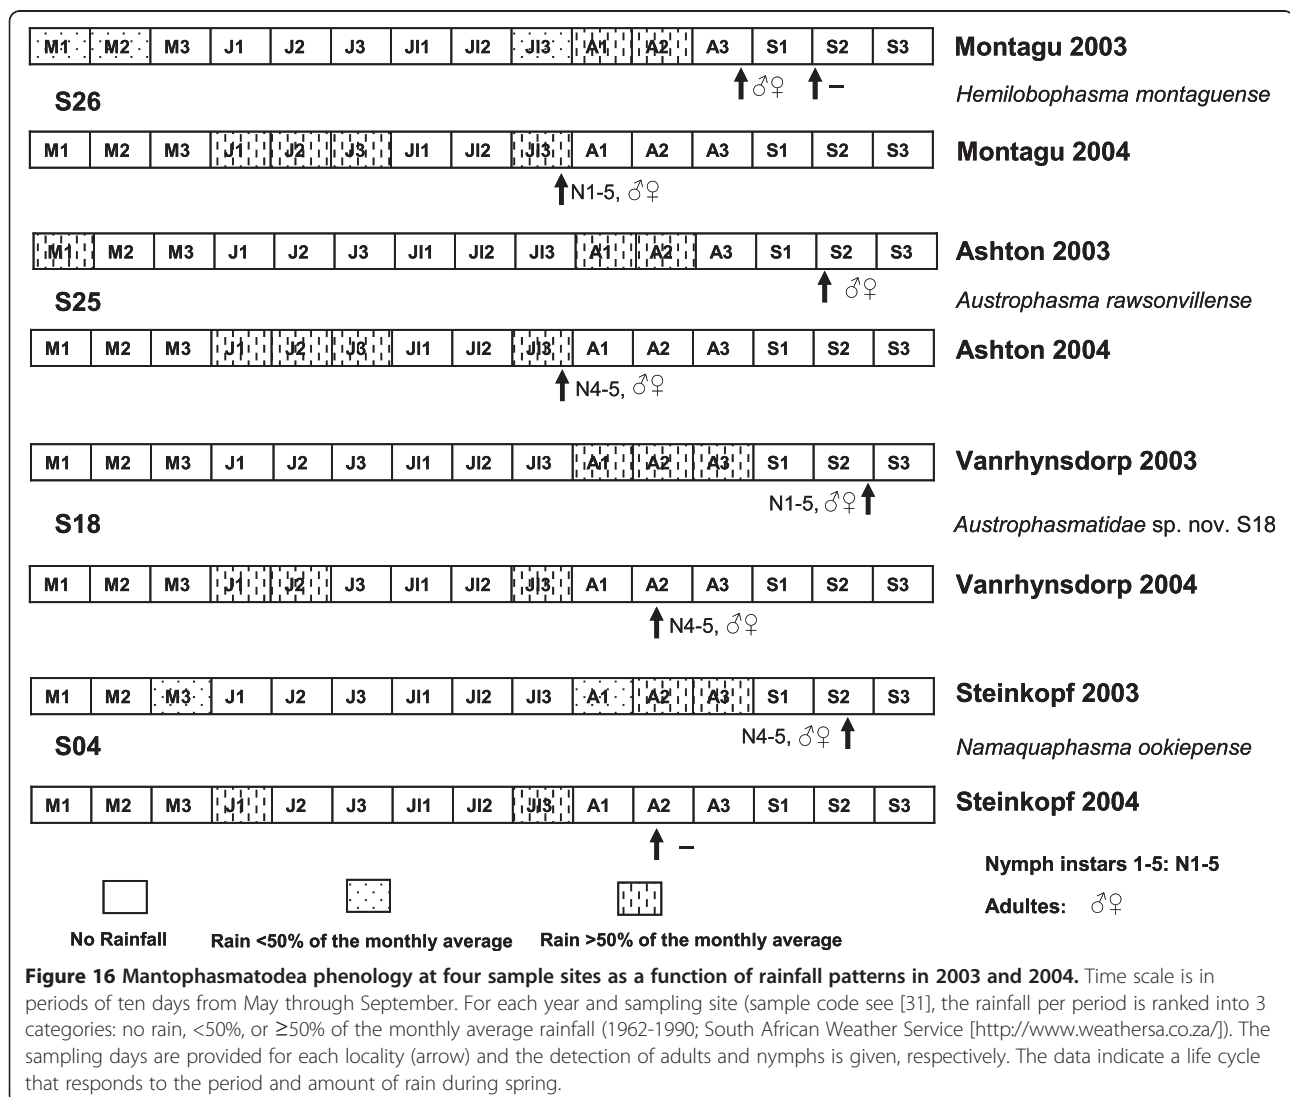 M1 M2 M3 J1 J2 J3 Jl1 Jl2 Jl3 A1 A2 A3 S1 S2 S3 Montagu 2003
♂♀ –
S26 Hemilobophasma montaguense
M1 M2 M3 J1 J2 J3 Jl1 Jl2 Jl3 A1 A2 A3 S1 S2 S3 Montagu 2004
N1-5, ♂♀
M1 M2 M3 J1 J2 J3 Jl1 Jl2 Jl3 A1 A2 A3 S1 S2 S3 Ashton 2003
♂♀
S25 Austrophasma rawsonvillense
M1 M2 M3 J1 J2 J3 Jl1 Jl2 Jl3 A1 A2 A3 S1 S2 S3 Ashton 2004
N4-5, ♂♀
M1 M2 M3 J1 J2 J3 Jl1 Jl2 Jl3 A1 A2 A3 S1 S2 S3 Vanrhynsdorp 2003
N1-5, ♂♀
S18 Austrophasmatidae sp. nov. S18
M1 M2 M3 J1 J2 J3 Jl1 Jl2 Jl3 A1 A2 A3 S1 S2 S3 Vanrhynsdorp 2004
N4-5, ♂♀
M1 M2 M3 J1 J2 J3 Jl1 Jl2 Jl3 A1 A2 A3 S1 S2 S3 Steinkopf 2003
N4-5, ♂♀
S04 Namaquaphasma ookiepense
M1 M2 M3 J1 J2 J3 Jl1 Jl2 Jl3 A1 A2 A3 S1 S2 S3 Steinkopf 2004
–
Nymph instars 1-5: N1-5
Adultes: ♂♀
No Rainfall Rain <50% of the monthly average Rain >50% of the monthly average
Figure 16 Mantophasmatodea phenology at four sample sites as a function of rainfall patterns in 2003 and 2004. Time scale is in
periods of ten days from May through September. For each year and sampling site (sample code see [31], the rainfall per period is ranked into 3
categories: no rain, <50%, or ≥50% of the monthly average rainfall (1962-1990; South African Weather Service [http://www.weathersa.co.za/]). The
sampling days are provided for each locality (arrow) and the detection of adults and nymphs is given, respectively. The data indicate a life cycle
that responds to the period and amount of rain during spring.